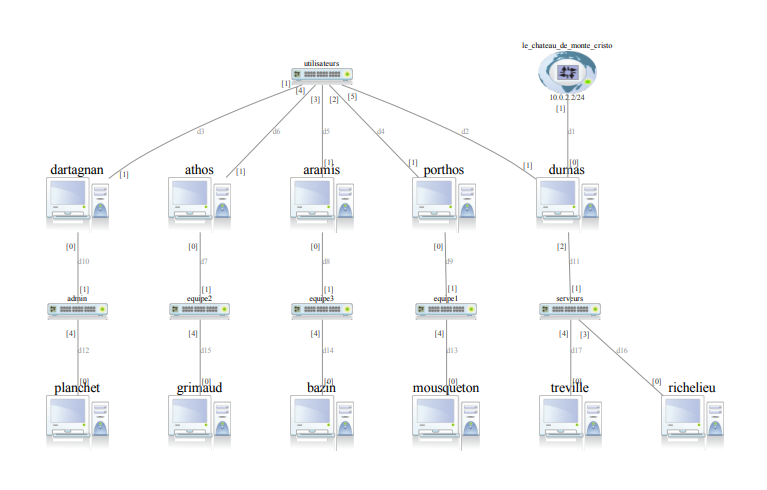 le_chateau_de_monte_cristo
utilisateurs
10.0.2.2/24
[1]
[4]
[3]
[2]
[5]
[1]
d3
d6
d5
d4
d2
d1
[1]
[1]
[1]
[1]
[1]
[0]
dartagnan
athos
aramis
porthos
dumas
[0]
[0]
[0]
[0]
[2]
d10
d7
d8
d9
d11
[1]
[1]
[1]
[1]
[1]
admin
equipe2
equipe3
equipe1
serveurs
[4]
[4]
[4]
[4]
[4]
[3]
d12
d15
d14
d13
d17
d16
[0]
[0]
[0]
[0]
[0]
[0]
planchet
grimaud
bazin
mousqueton
treville
richelieu